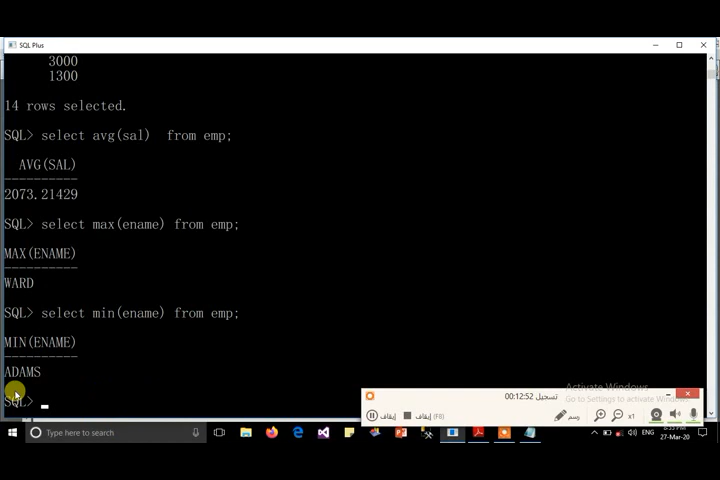 SQL Plus
3000
1300
14 rows selected.
SQL> select avg(sal)  from emp;
AVG(SAL)
----------
2073.21429
SQL> select max(ename) from emp;
MAX(ENAME)
----------
WARD
SQL> select min(ename) from emp;
MIN(ENAME)
----------
ADAMS
SQL>
Activate Windows
Go to Settings to activate Windows.
تسجيل 00:12:52
إيقاف
إيقاف (F8)
رسم
x1
Type here to search
ENG
27-Mar-20